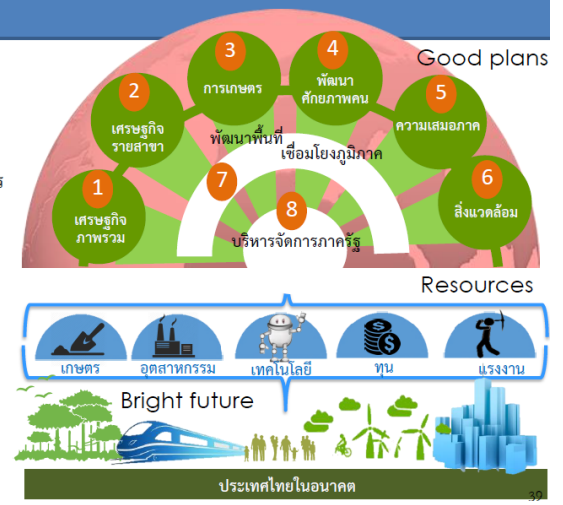 Good plans
1
เศรษฐกิจ
ภาพรวม
2
เศรษฐกิจ
รายสาขา
3
การเกษตร
4
พัฒนา
ศักยภาพคน
5
ความเสมอภาค
6
สิ่งแวดล้อม
7
พัฒนาพื้นที่
เชื่อมโยงภูมิภาค
8
บริหารจัดการภาครัฐ
ร
Resources
เกษตร
อุตสาหกรรม
เทคโนโลยี
ทุน
แรงงาน
Bright future
ประเทศไทยในอนาคต
39